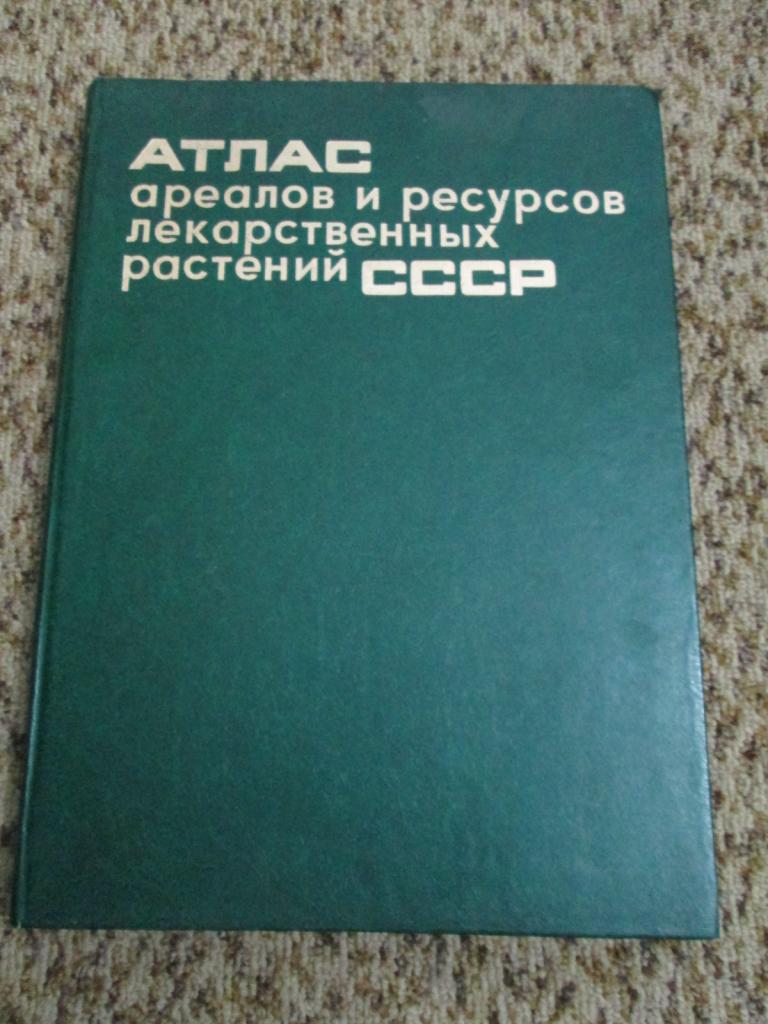 АТЛАС
ареалов и ресурсов
лекарственных
растений СССР